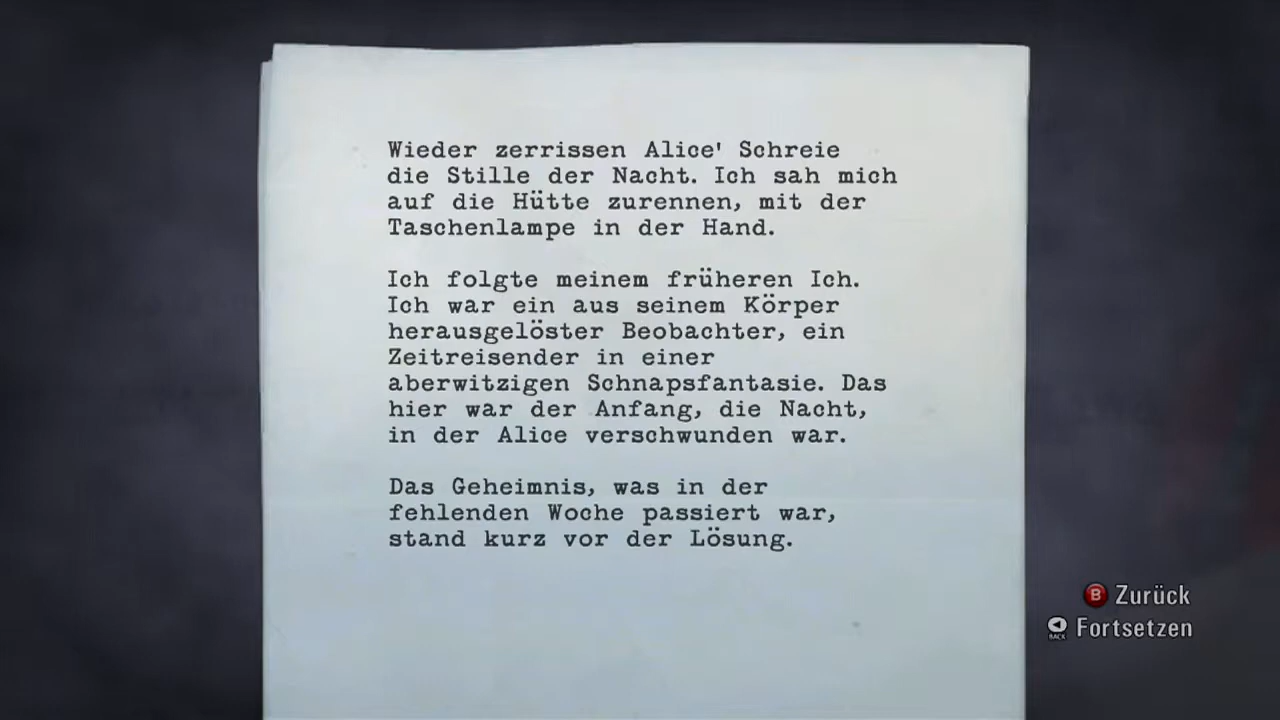 Wieder zerrissen Alice' Schreie
die Stille der Nacht. Ich sah mich
auf die Hütte zurennen, mit der
Taschenlampe in der Hand.
Ich folgte meinem früheren Ich.
Ich war ein aus seinem Körper
herausgelöster Beobachter, ein
Zeitreisender in einer
aberwitzigen Schnapsfantasie. Das
hier war der Anfang, die Nacht,
in der Alice verschwunden war.
Das Geheimnis, was in der
fehlenden Woche passiert war,
stand kurz vor der Lösung.
B Zurück
BACK Fortsetzen